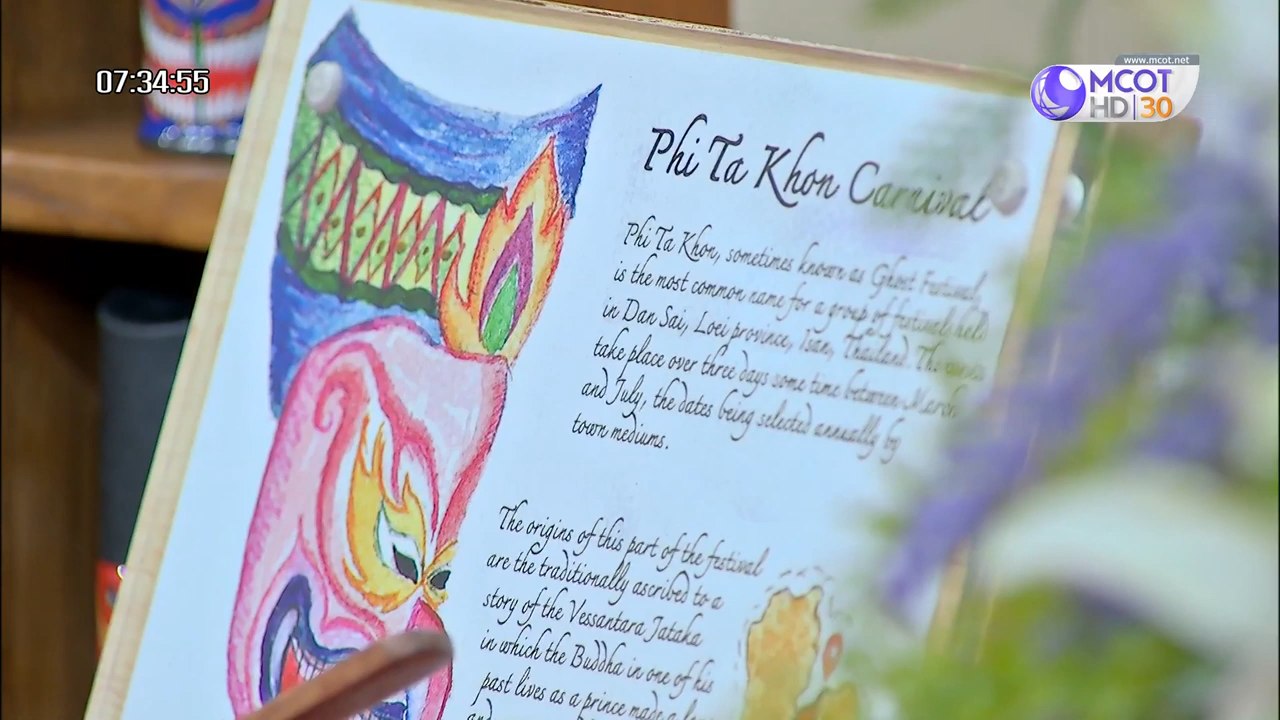 07:34:55
www.mcot.net
MCOT
HD 30
Phi Ta Khon Carnival
Phi Ta Khon, sometimes known as Ghost Festival,
is the most common name for a group of festivals held
in Dan Sai, Loei province, Isan, Thailand. The
take place over three days some time between March
and July, the dates being selected annually by
town mediums.
The origins of this part of the festival
are the traditionally ascribed to a
story of the Vessantara Jataka
in which the Buddha in one of his
past lives as a prince made a
and